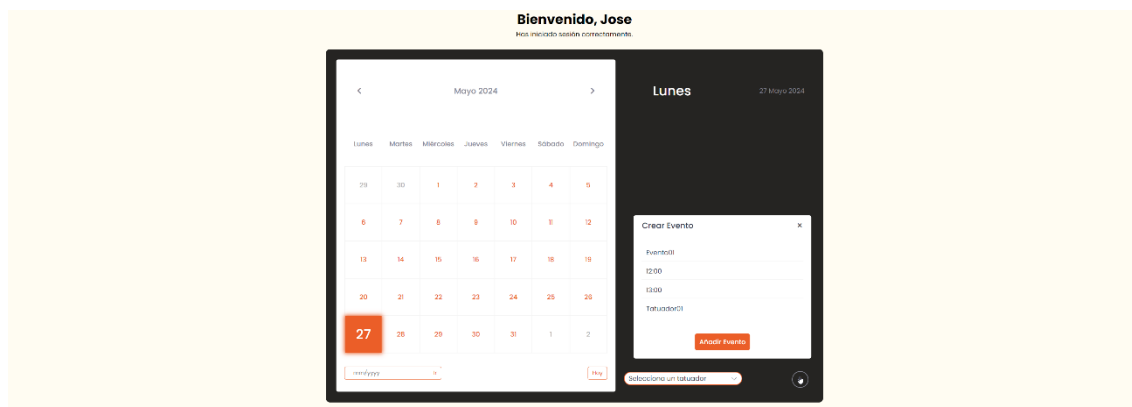 Bienvenido, Jose
Has iniciado sesión correctamente.
Mayo 2024
Lunes Martes Miércoles Jueves Viernes Sábado Domingo
29 30 1 2 3 4 5
6 7 8 9 10 11 12
13 14 15 16 17 18 19
20 21 22 23 24 25 26
27 28 29 30 31 1 2
mm/yyyy Ir Hoy
Lunes 27 Mayo 2024
Crear Evento ×
Evento01
12:00
13:00
Tatuador01
Añadir Evento
Selecciona un tatuador